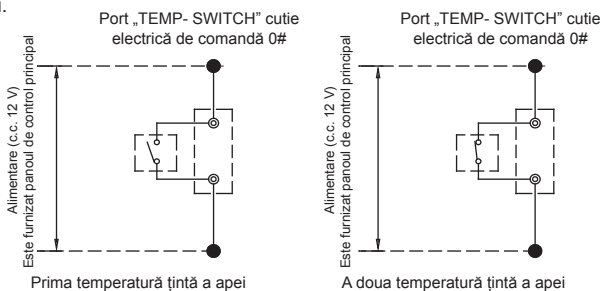 Port „TEMP- SWITCH” cutie
electrică de comandă 0#
Alimentare (c.c. 12 V)
Este furnizat panoul de control principal
Prima temperatură țintă a apei
Port „TEMP- SWITCH” cutie
electrică de comandă 0#
Alimentare (c.c. 12 V)
Este furnizat panoul de control principal
A doua temperatură țintă a apei